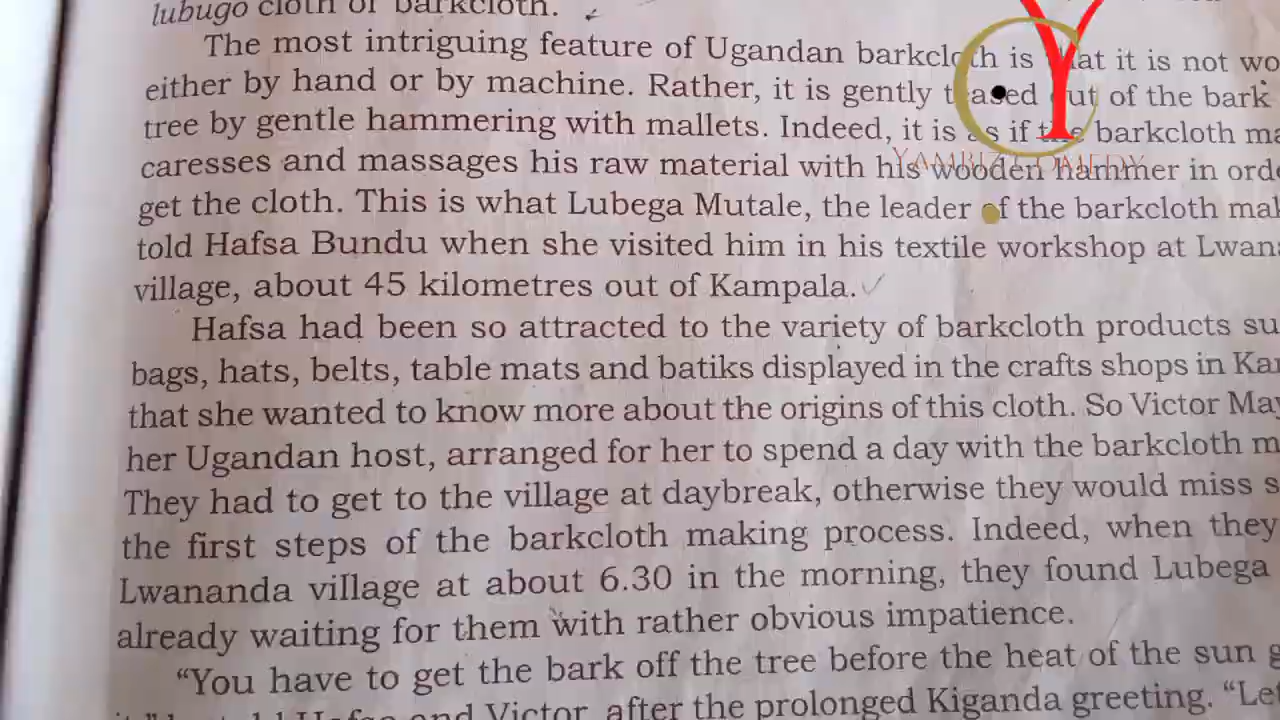 lubugo cloth or barkcloth.
The most intriguing feature of Ugandan barkcloth is that it is not wo
either by hand or by machine. Rather, it is gently teased out of the bark
tree by gentle hammering with mallets. Indeed, it is as if the barkcloth ma
caresses and massages his raw material with his wooden hammer in orde
get the cloth. This is what Lubega Mutale, the leader of the barkcloth mak
told Hafsa Bundu when she visited him in his textile workshop at Lwana
village, about 45 kilometres out of Kampala.
Hafsa had been so attracted to the variety of barkcloth products su
bags, hats, belts, table mats and batiks displayed in the crafts shops in Kam
that she wanted to know more about the origins of this cloth. So Victor May
her Ugandan host, arranged for her to spend a day with the barkcloth m
They had to get to the village at daybreak, otherwise they would miss s
the first steps of the barkcloth making process. Indeed, when they
Lwananda village at about 6.30 in the morning, they found Lubega
already waiting for them with rather obvious impatience.
“You have to get the bark off the tree before the heat of the sun g
Hafsa and Victor, after the prolonged Kiganda greeting. “Let